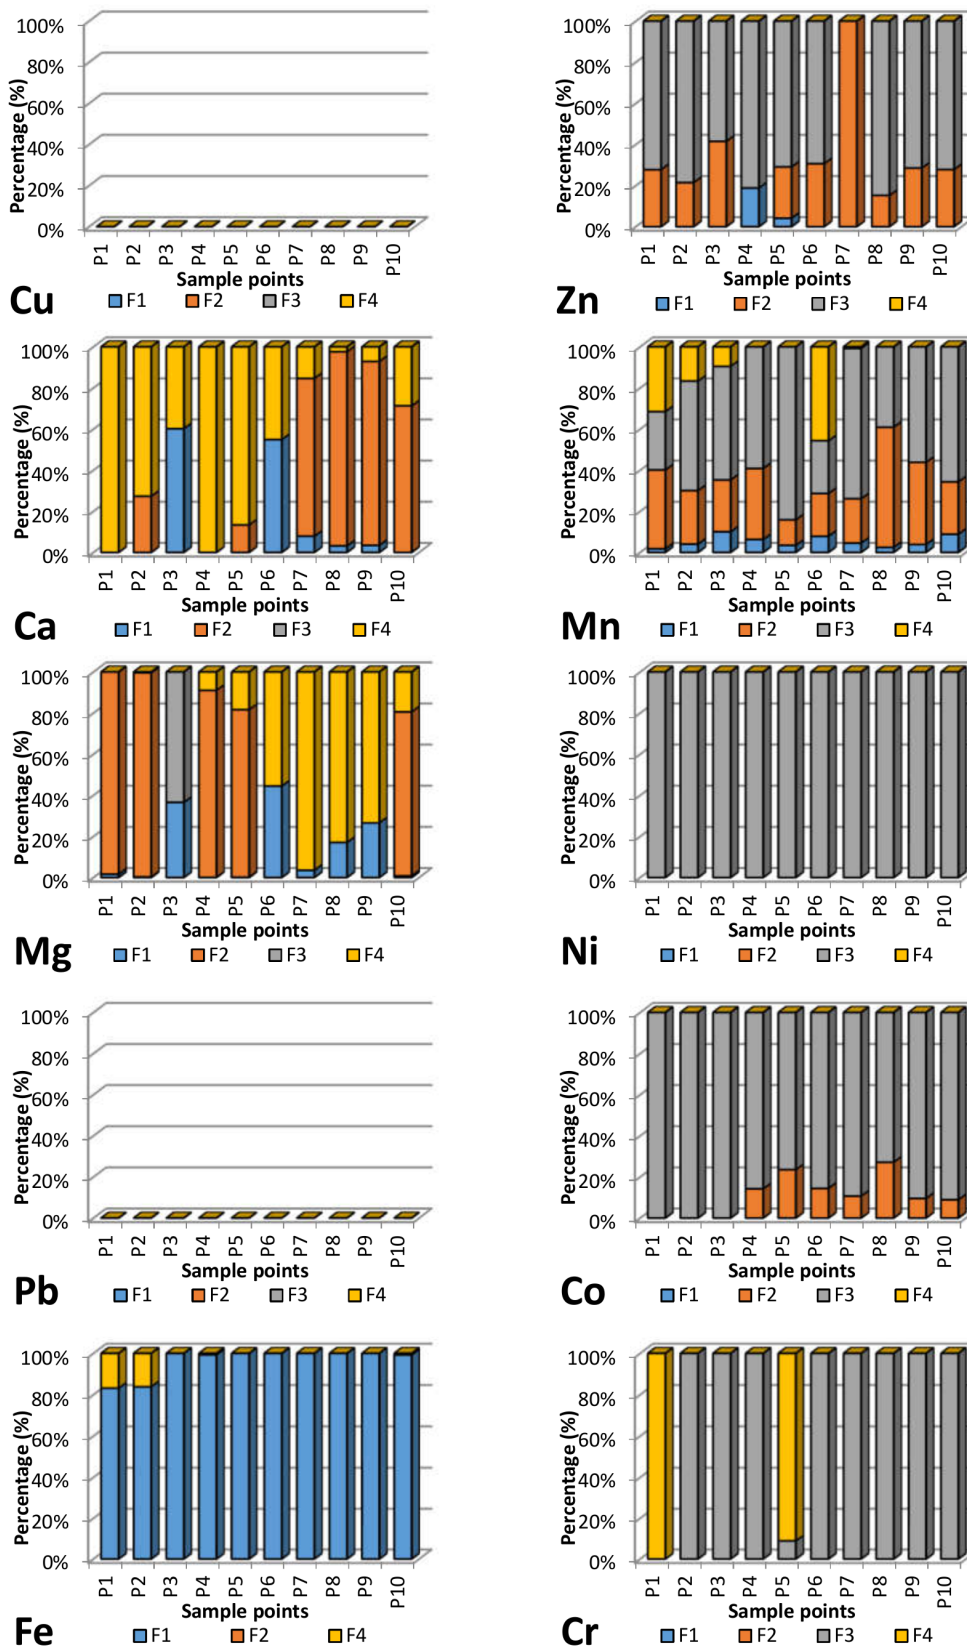 Percentage (%)
100%
80%
60%
40%
20%
0%
P1 P2 P3 P4 P5 P6 P7 P8 P9 P10
Sample points
Cu
F1 F2 F3 F4
Percentage (%)
100%
80%
60%
40%
20%
0%
P1 P2 P3 P4 P5 P6 P7 P8 P9 P10
Sample points
Zn
F1 F2 F3 F4
Percentage (%)
100%
80%
60%
40%
20%
0%
P1 P2 P3 P4 P5 P6 P7 P8 P9 P10
Sample points
Ca
F1 F2 F3 F4
Percentage (%)
100%
80%
60%
40%
20%
0%
P1 P2 P3 P4 P5 P6 P7 P8 P9 P10
Sample points
Mn
F1 F2 F3 F4
Percentage (%)
100%
80%
60%
40%
20%
0%
P1 P2 P3 P4 P5 P6 P7 P8 P9 P10
Sample points
Mg
F1 F2 F3 F4
Percentage (%)
100%
80%
60%
40%
20%
0%
P1 P2 P3 P4 P5 P6 P7 P8 P9 P10
Sample points
Ni
F1 F2 F3 F4
Percentage (%)
100%
80%
60%
40%
20%
0%
P1 P2 P3 P4 P5 P6 P7 P8 P9 P10
Sample points
Pb
F1 F2 F3 F4
Percentage (%)
100%
80%
60%
40%
20%
0%
P1 P2 P3 P4 P5 P6 P7 P8 P9 P10
Sample points
Co
F1 F2 F3 F4
Percentage (%)
100%
80%
60%
40%
20%
0%
P1 P2 P3 P4 P5 P6 P7 P8 P9 P10
Sample points
Fe
F1 F2 F4
Percentage (%)
100%
80%
60%
40%
20%
0%
P1 P2 P3 P4 P5 P6 P7 P8 P9 P10
Sample points
Cr
F1 F2 F3 F4